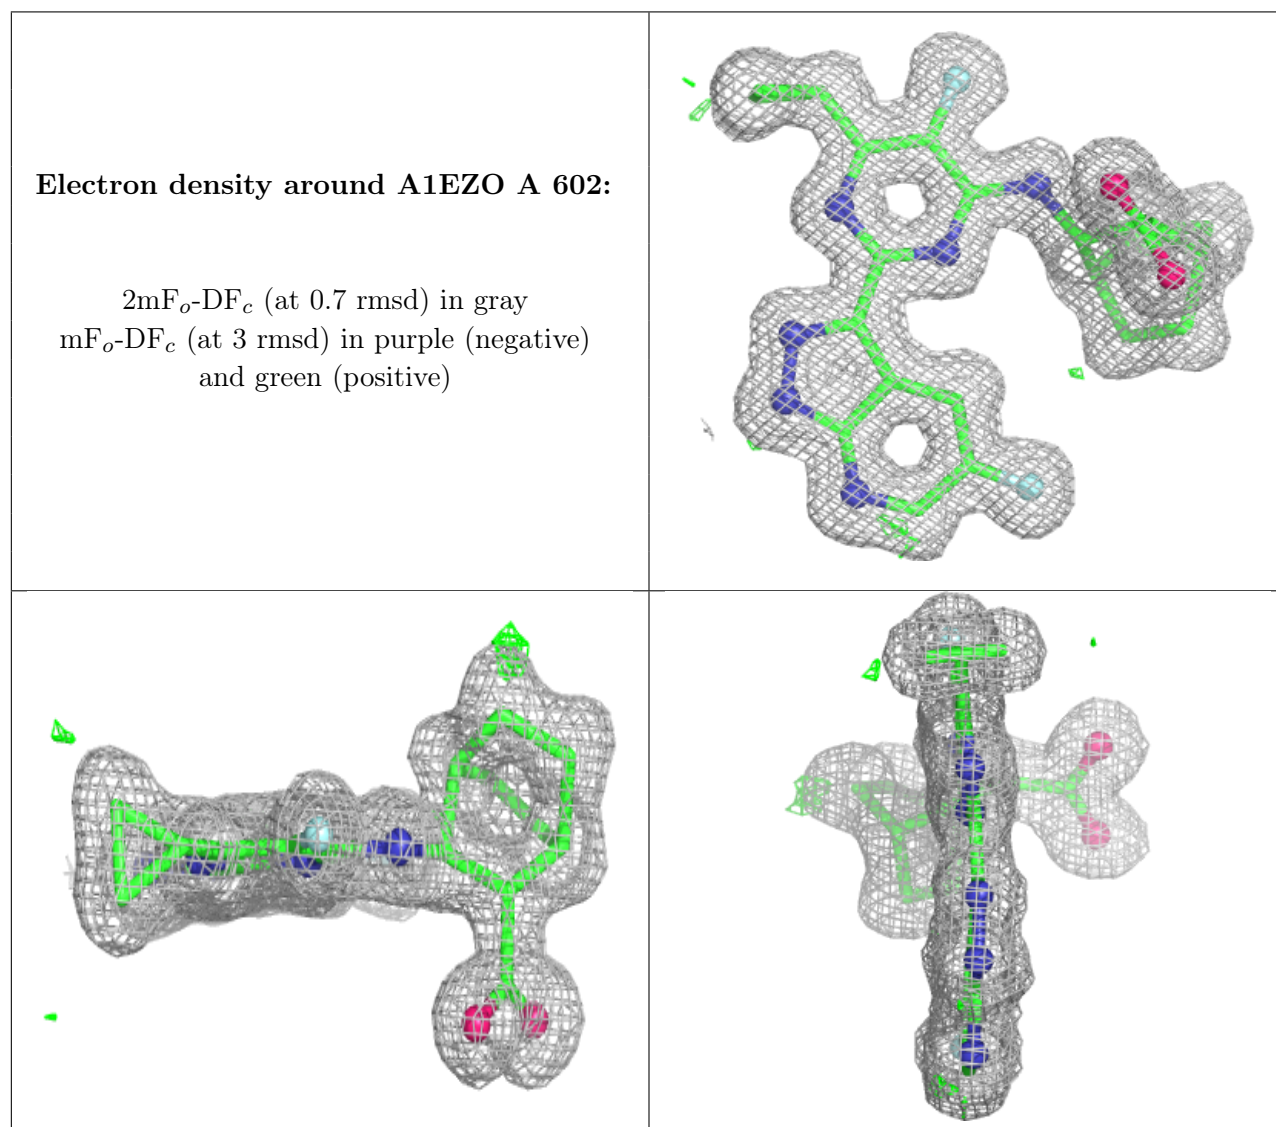 Electron density around A1EZO A 602:
2mFo-DFc (at 0.7 rmsd) in gray
mFo-DFc (at 3 rmsd) in purple (negative)
and green (positive)